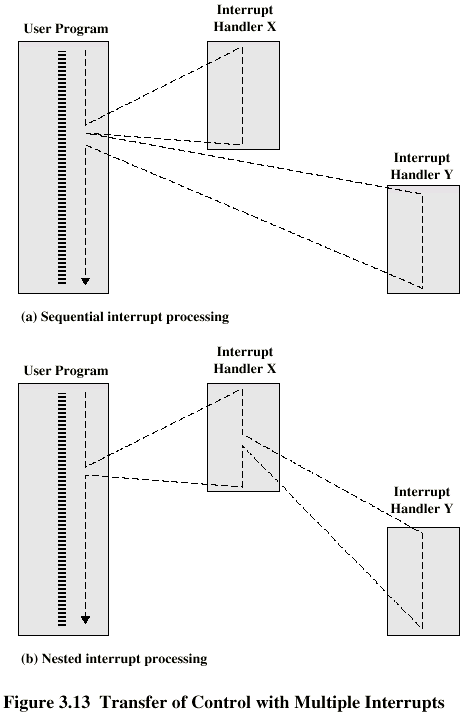 User Program
Interrupt
Handler X
Interrupt
Handler Y
(a) Sequential interrupt processing
User Program
Interrupt
Handler X
Interrupt
Handler Y
(b) Nested interrupt processing
Figure 3.13 Transfer of Control with Multiple Interrupts